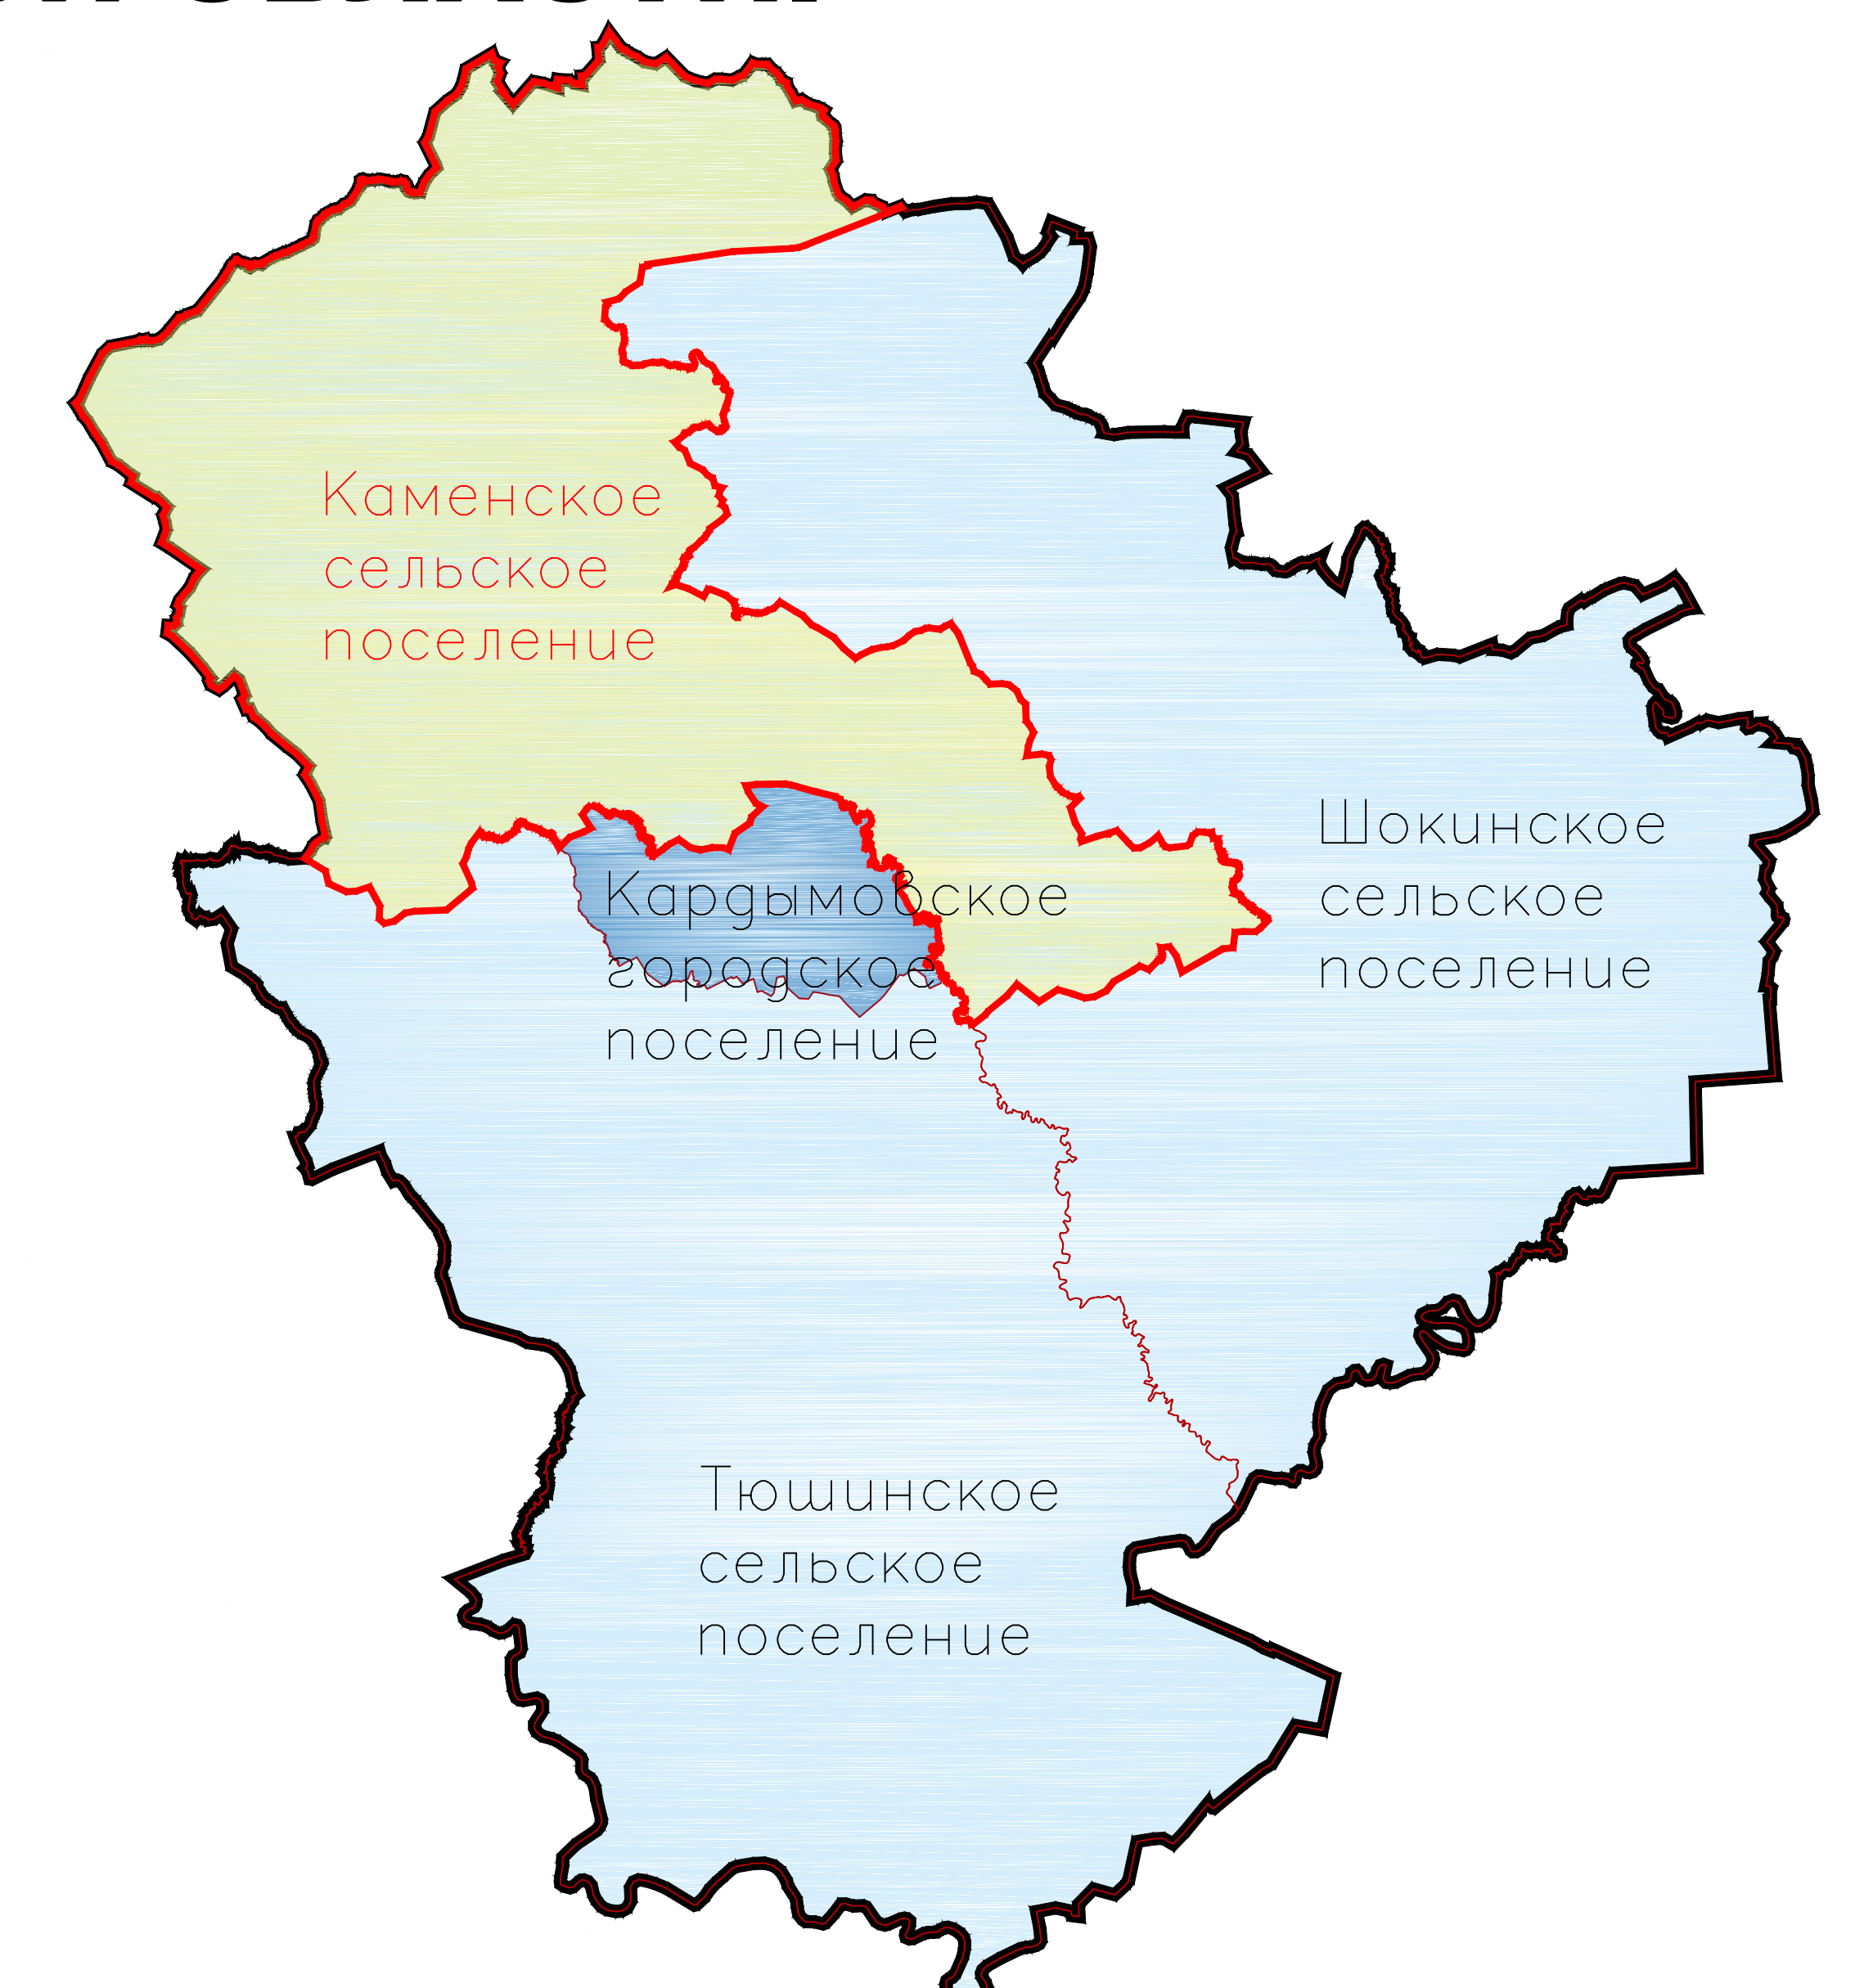 Каменское
сельское
поселение
Шокинское
сельское
поселение
Кардымовское
городское
поселение
Тюшинское
сельское
поселение